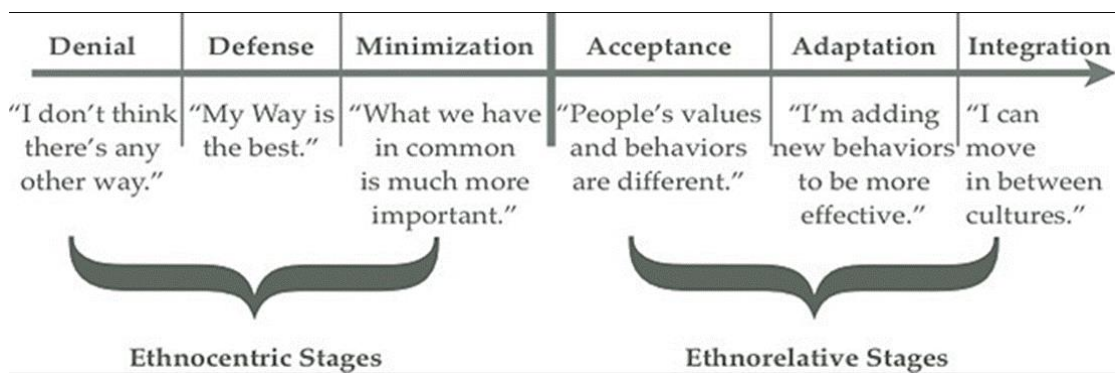 Denial
Defense
Minimization
Acceptance
Adaptation
Integration
“I don’t think
there’s any
other way.”
“My Way is
the best.”
“What we have
in common
is much more
important.”
“People’s values
and behaviors
are different.”
“I’m adding
new behaviors
to be more
effective.”
“I can
move
in between
cultures.”
Ethnocentric Stages
Ethnorelative Stages